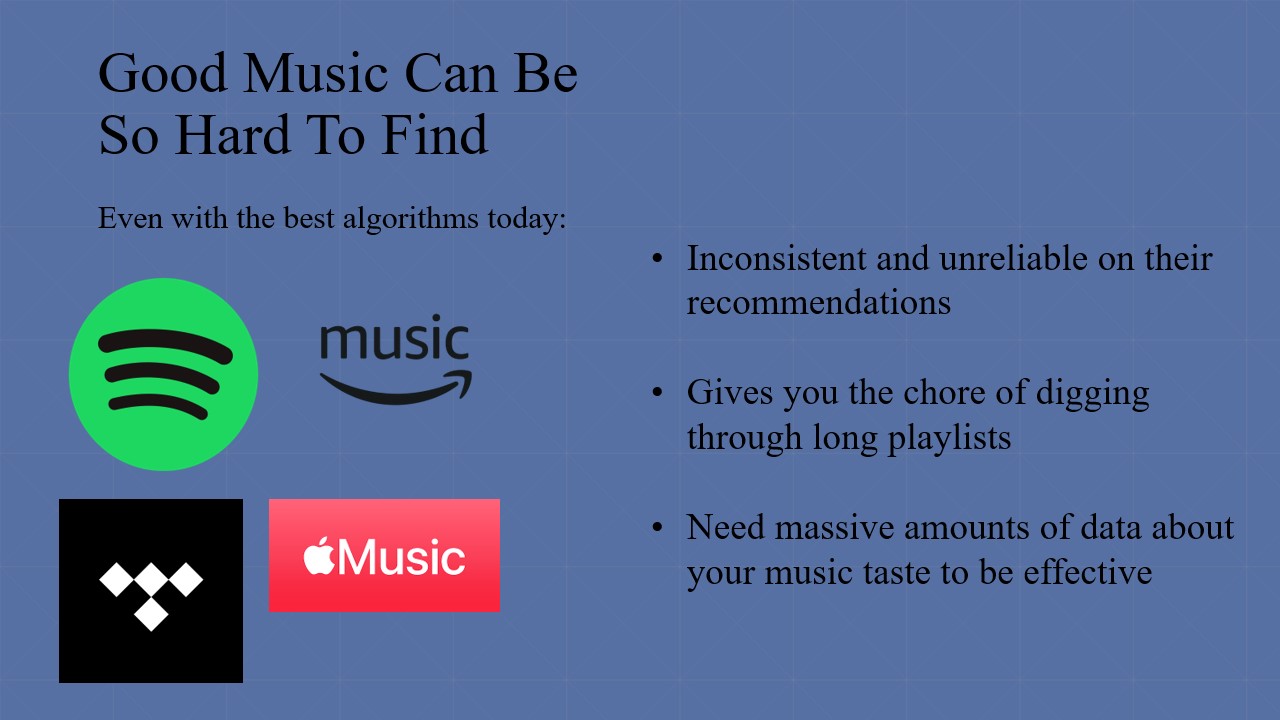 Good Music Can Be
So Hard To Find
Even with the best algorithms today:
music
Music
• Inconsistent and unreliable on their
recommendations
• Gives you the chore of digging
through long playlists
• Need massive amounts of data about
your music taste to be effective